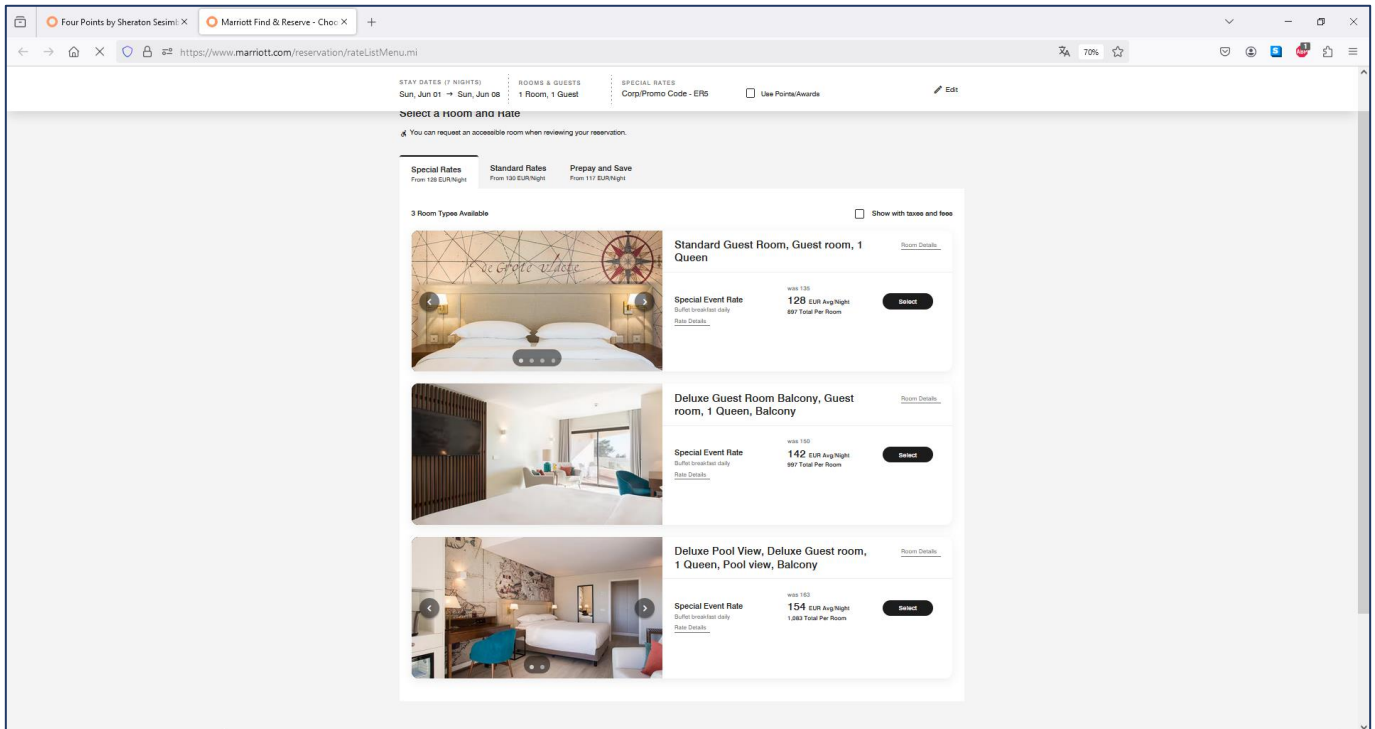 Four Points by Sheraton Sesimb
Marriott Find & Reserve - Choo
https://www.marriott.com/reservation/rateListMenu.mi
70%
1
STAY DATES (7 NIGHTS)
Sun, Jun 01 → Sun, Jun 08
ROOMS & GUESTS
1 Room, 1 Guest
SPECIAL RATES
Corp/Promo Code - ER5
Use Points/Awards
Edit
Select a Room and Rate
You can request an accessible room when reviewing your reservation.
Special Rates
From 128 EUR/Night
Standard Rates
From 130 EUR/Night
Prepay and Save
From 117 EUR/Night
3 Room Types Available
Show with taxes and fees
de Grote
Standard Guest Room, Guest room, 1
Queen
Room Details
Special Event Rate
Buffet breakfast daily
Rate Details
was 135
128 EUR Avg/Night
897 Total Per Room
Select
Deluxe Guest Room Balcony, Guest
room, 1 Queen, Balcony
Room Details
Special Event Rate
Buffet breakfast daily
Rate Details
was
142 EUR Avg/Night
997 Total Per Room
Select
Deluxe Pool View, Deluxe Guest room,
1 Queen, Pool view, Balcony
Room Details
Special Event Rate
Buffet breakfast daily
Rate Details
was 163
154 EUR Avg/Night
1,083 Total Per Room
Select